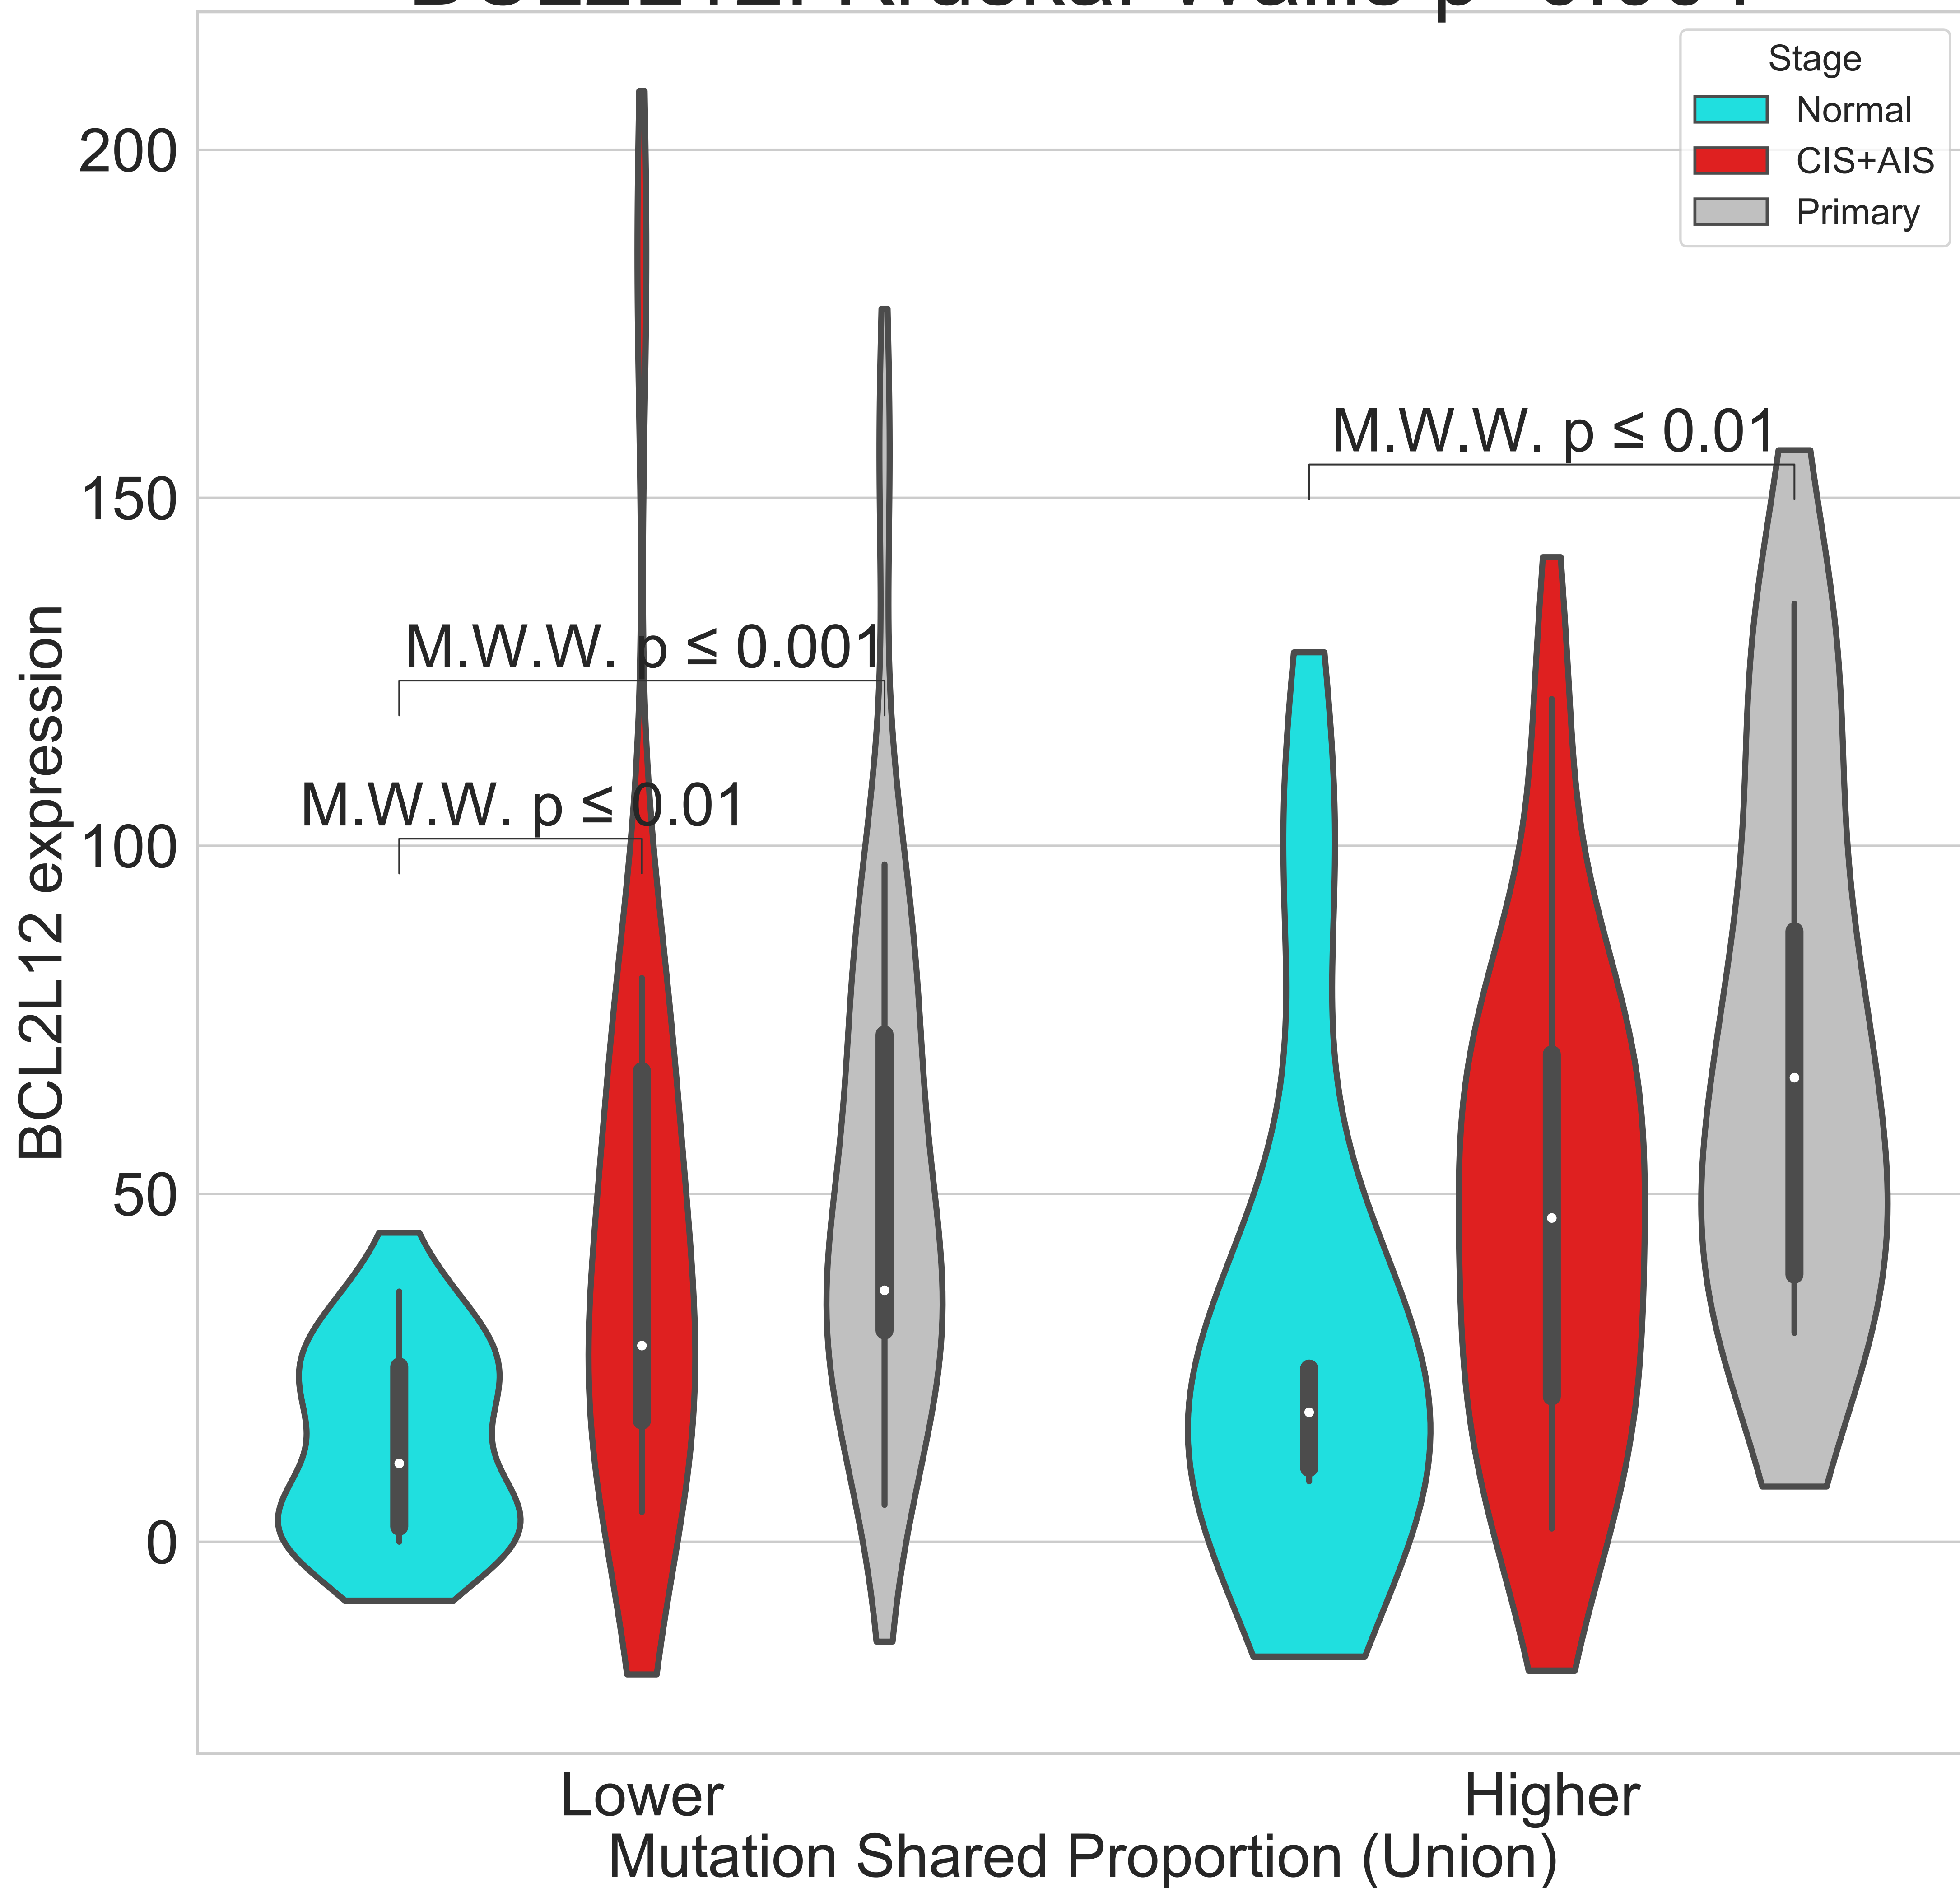 Stage
Normal
CIS+AIS
Primary
200
150
100
50
0
BCL2L12 expression
M.W.W. p ≤ 0.01
M.W.W. p ≤ 0.001
M.W.W. p ≤ 0.01
Lower
Higher
Mutation Shared Proportion (Union)